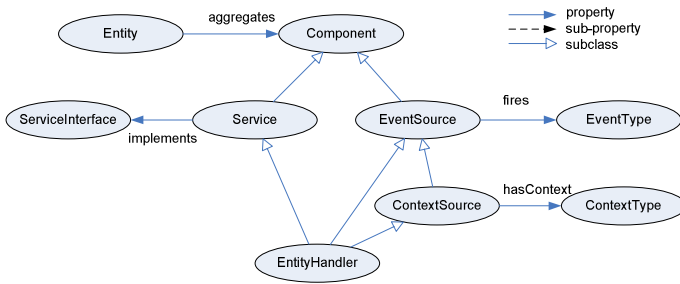 aggregates
property
Entity
Component
sub-property
subclass
fires
ServiceInterface
Service
EventSource
EventType
implements
hasContext
ContextSource
ContextType
EntityHandler